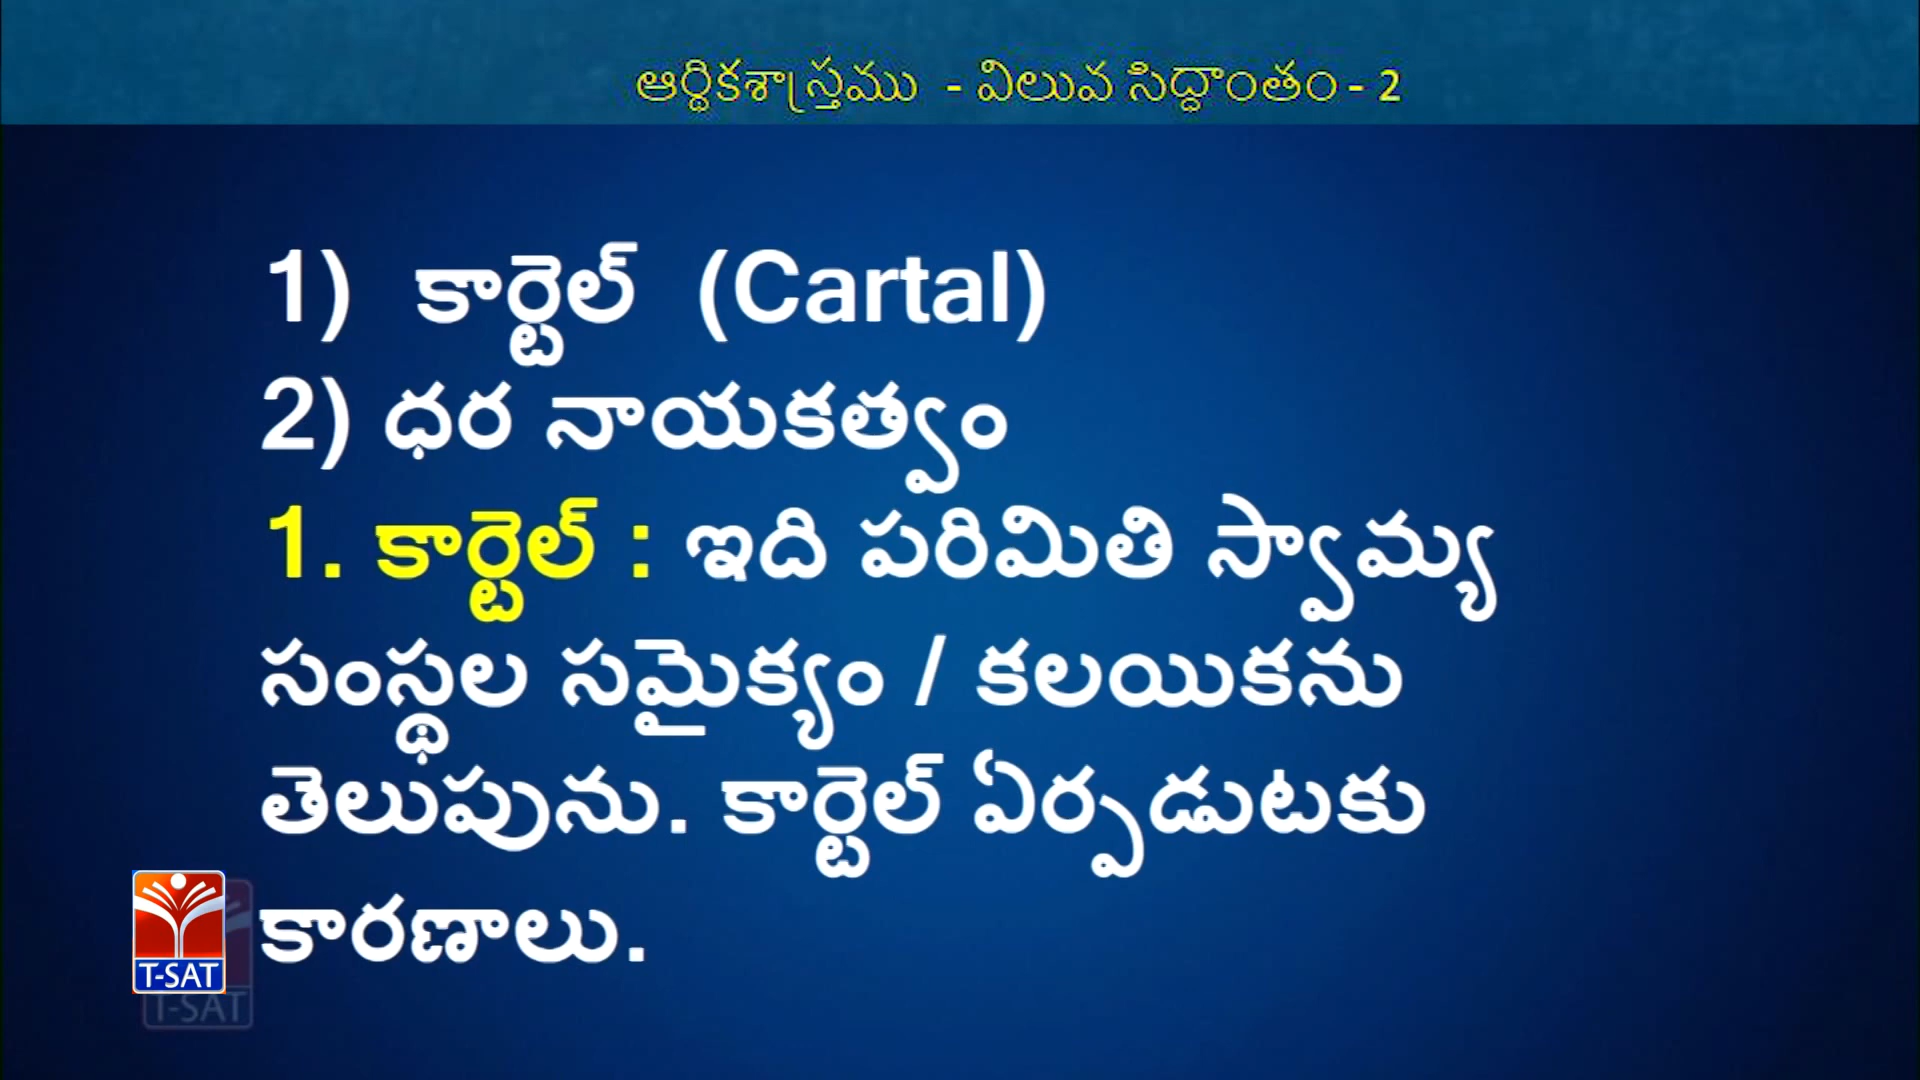 ఆర్థికశాస్త్రము - విలువ సిద్ధాంతం - 2
1) కార్టెల్ (Cartal)
2) ధర నాయకత్వం
1. కార్టెల్ : ఇది పరిమితి స్వామ్య
సంస్థల సమైక్యం / కలయికను
తెలుపును. కార్టెల్ ఏర్పడుటకు
కారణాలు.
T-SAT
T-SAT